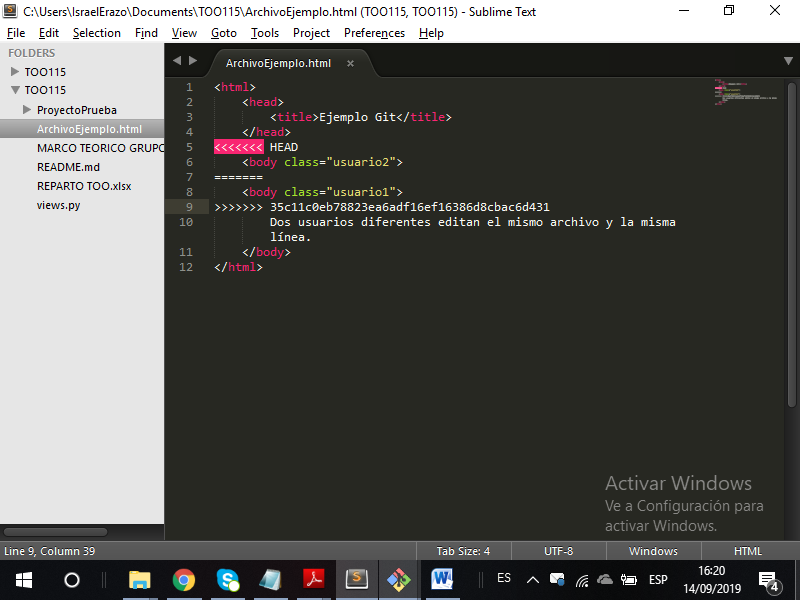 C:\Users\IsraelErazo\Documents\TOO115\ArchivoEjemplo.html (TOO115, TOO115) - Sublime Text
File Edit Selection Find View Goto Tools Project Preferences Help
FOLDERS
TOO115
TOO115
ProyectoPrueba
ArchivoEjemplo.html
MARCO TEORICO GRUPO
README.md
REPARTO TOO.xlsx
views.py
ArchivoEjemplo.html ×
1 <html>
2 <head>
3 <title>Ejemplo Git</title>
4 </head>
5 <<<<<<< HEAD
6 <body class="usuario2">
7 =======
8 <body class="usuario1">
9 >>>>>>> 35c11c0eb78823ea6adf16ef16386d8cbac6d431
10 Dos usuarios diferentes editan el mismo archivo y la misma
línea.
11 </body>
12 </html>
Activar Windows
Ve a Configuración para
activar Windows.
Line 9, Column 39 Tab Size: 4 UTF-8 Windows HTML
ES ESP 16:20
14/09/2019 4